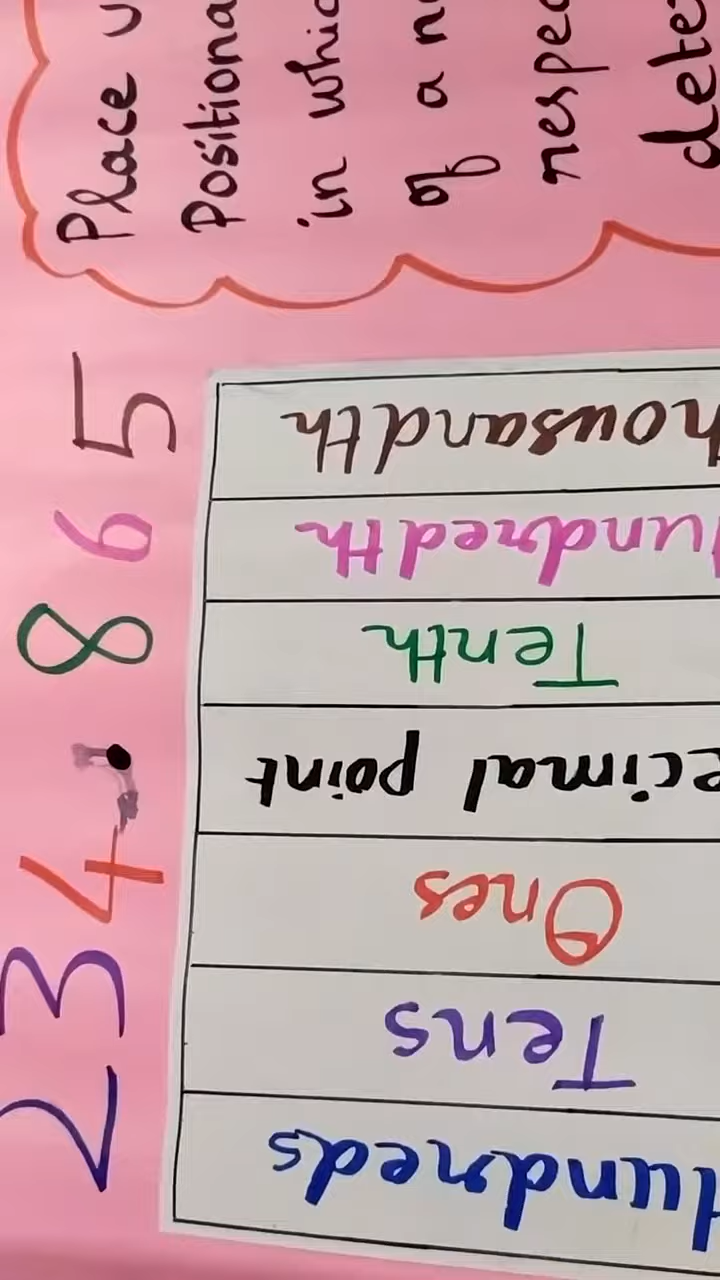 Place
Positiona
in whic
of a n
respec
dete
234.865
housandth
undredth
Tenth
ecimal point
Ones
Tens
Hundreds